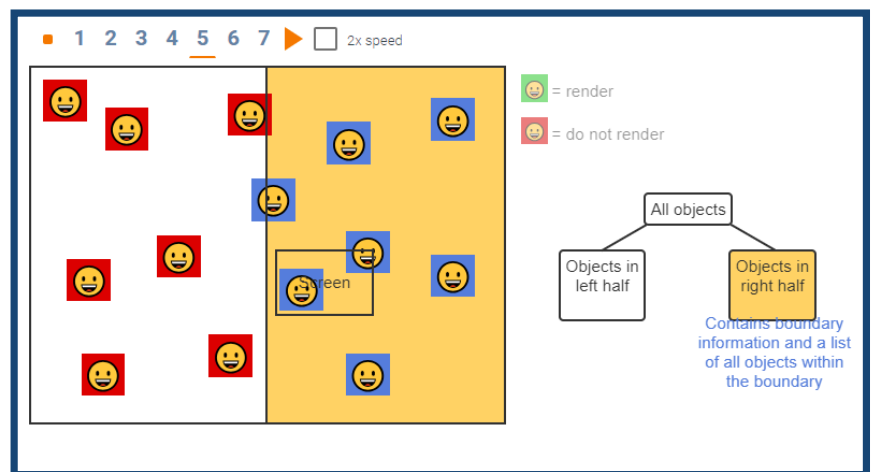 1 2 3 4 5 6 7 2x speed
= render
= do not render
All objects
Objects in
left half
Objects in
right half
Screen
Contains boundary
information and a list
of all objects within
the boundary